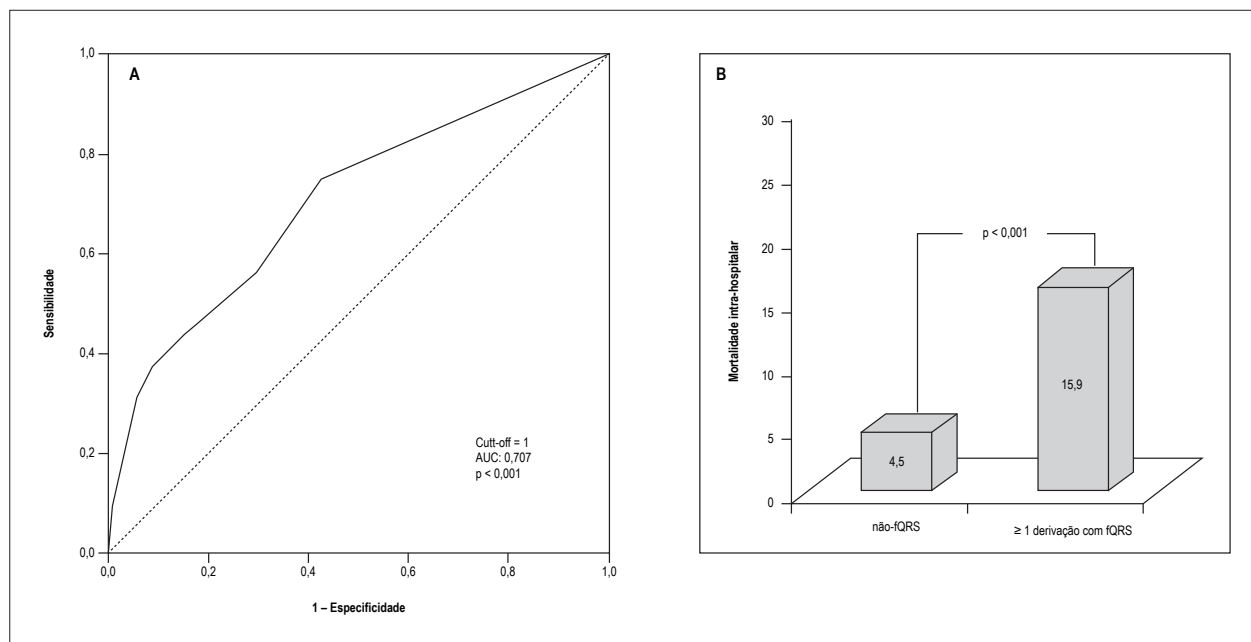 A
1,0
0,8
0,6
0,4
0,2
0,0
Sensibilidade
Cutt-off = 1
AUC: 0,707
p < 0,001
0,0 0,2 0,4 0,6 0,8 1,0
1 – Especificidade
B
30
25
20
15
10
5
0
Mortalidade intra-hospitalar
p < 0,001
4,5
15,9
não-fQRS
≥ 1 derivação com fQRS